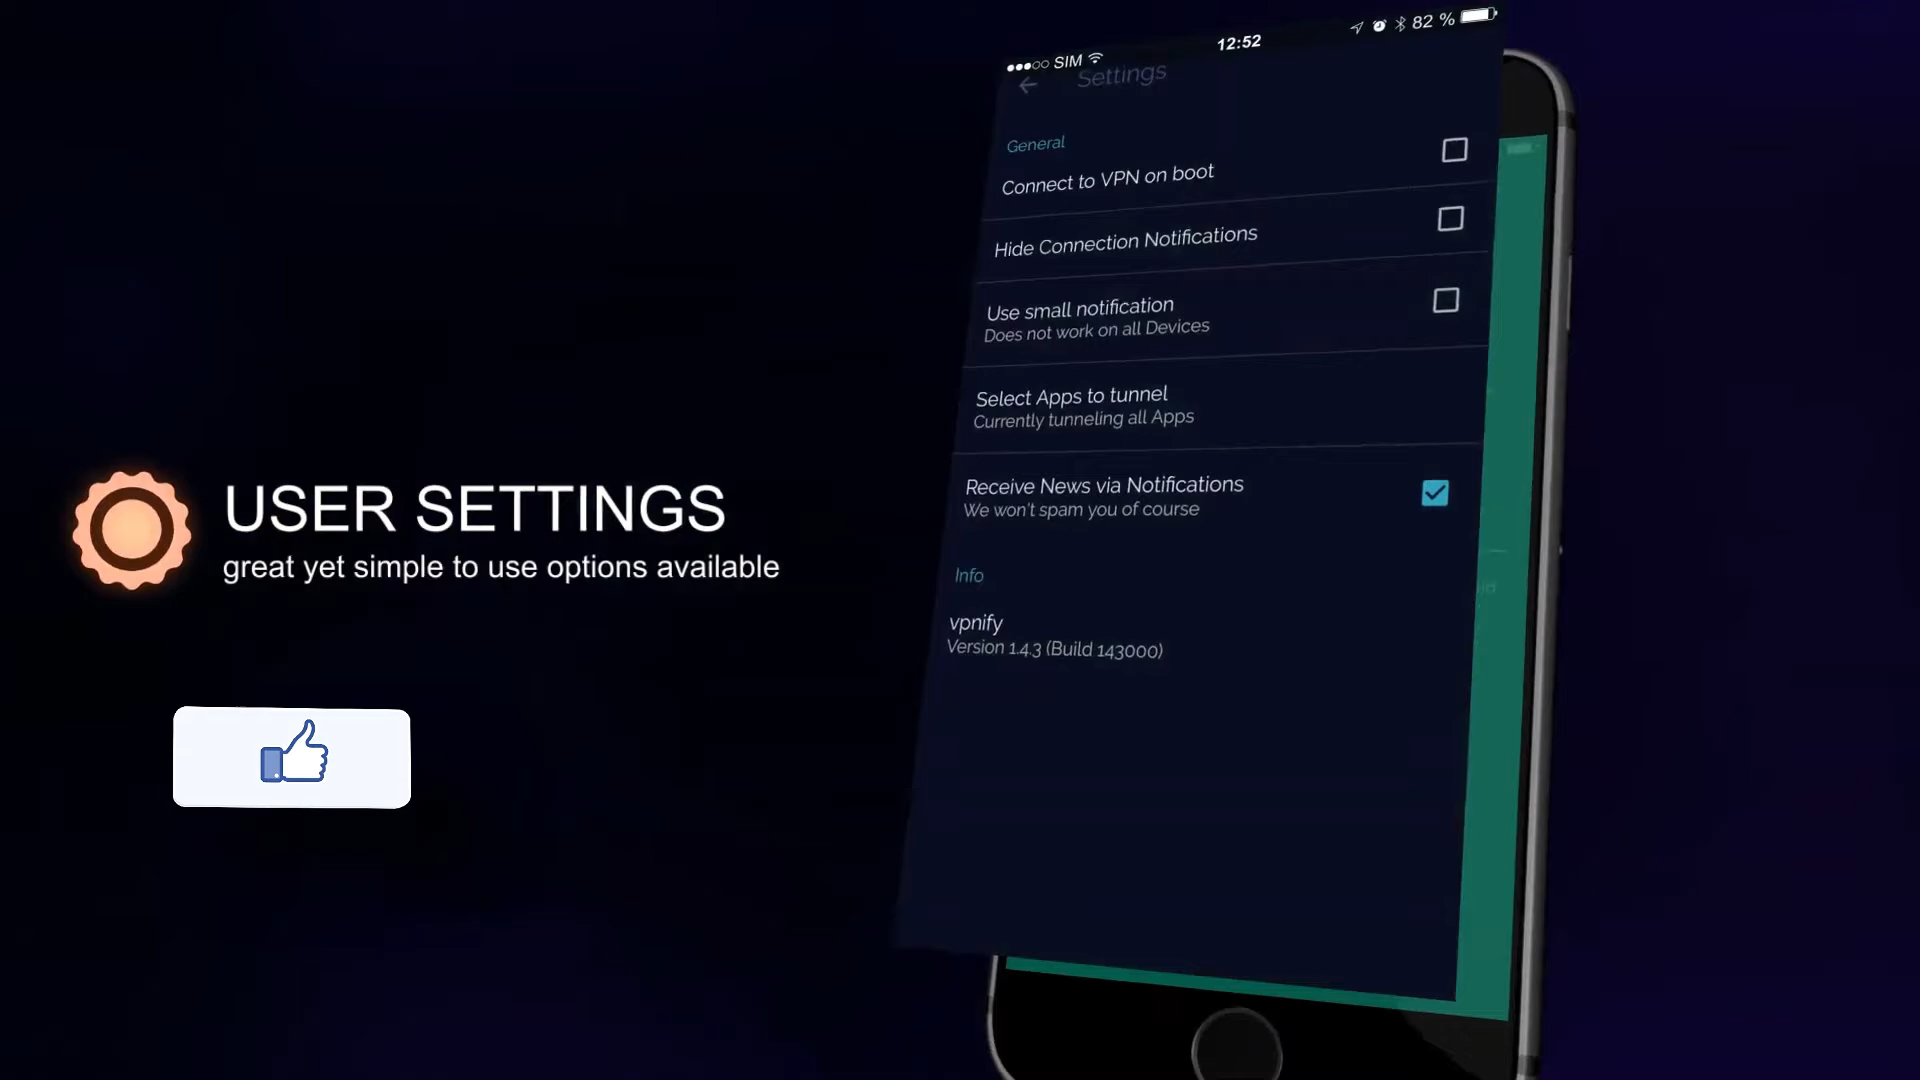 SIM
12:52
82 %
Settings
General
Connect to VPN on boot
Hide Connection Notifications
Use small notification
Does not work on all Devices
Select Apps to tunnel
Currently tunneling all Apps
Receive News via Notifications
We won't spam you of course
Info
vpnify
Version 1.4.3 (Build 143000)
USER SETTINGS
great yet simple to use options available